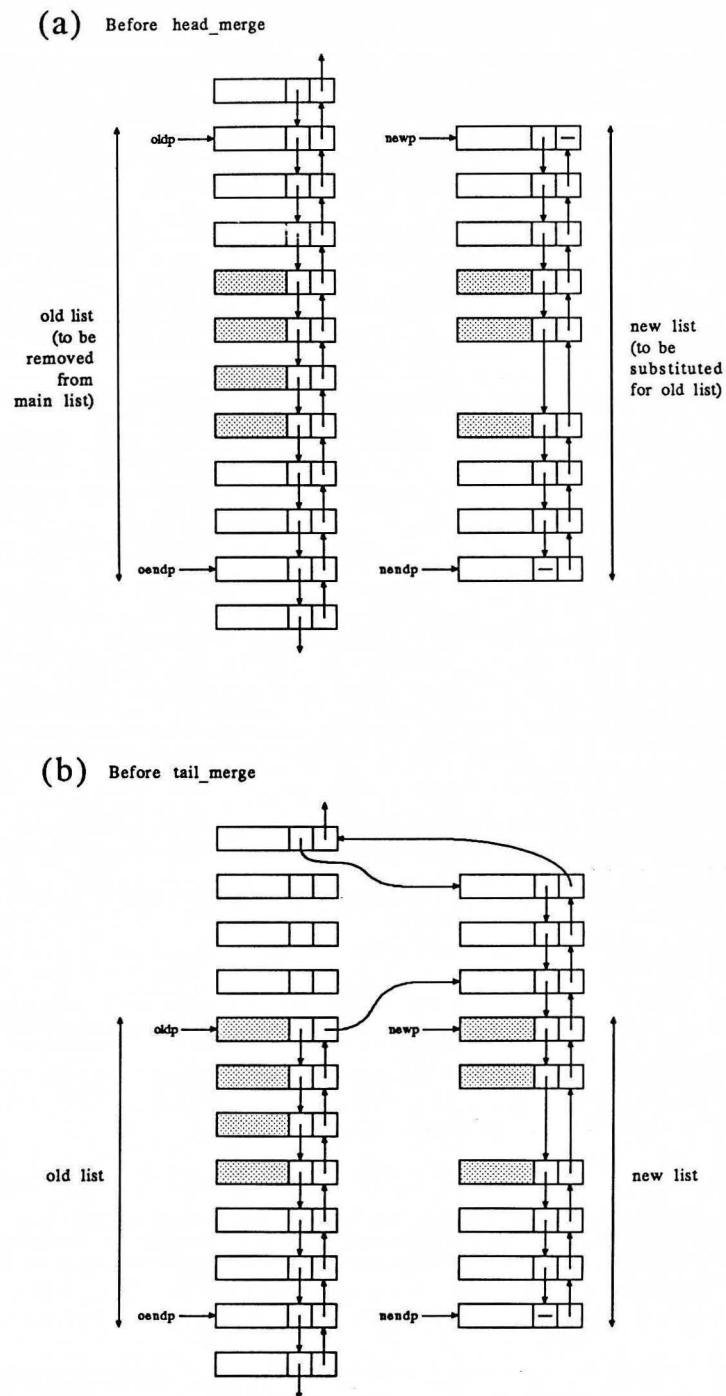 (a) Before head_merge
oldp
newp
old list
(to be
removed
from
main list)
new list
(to be
substituted
for old list)
oendp
nendp
(b) Before tail_merge
oldp
newp
old list
new list
oendp
nendp